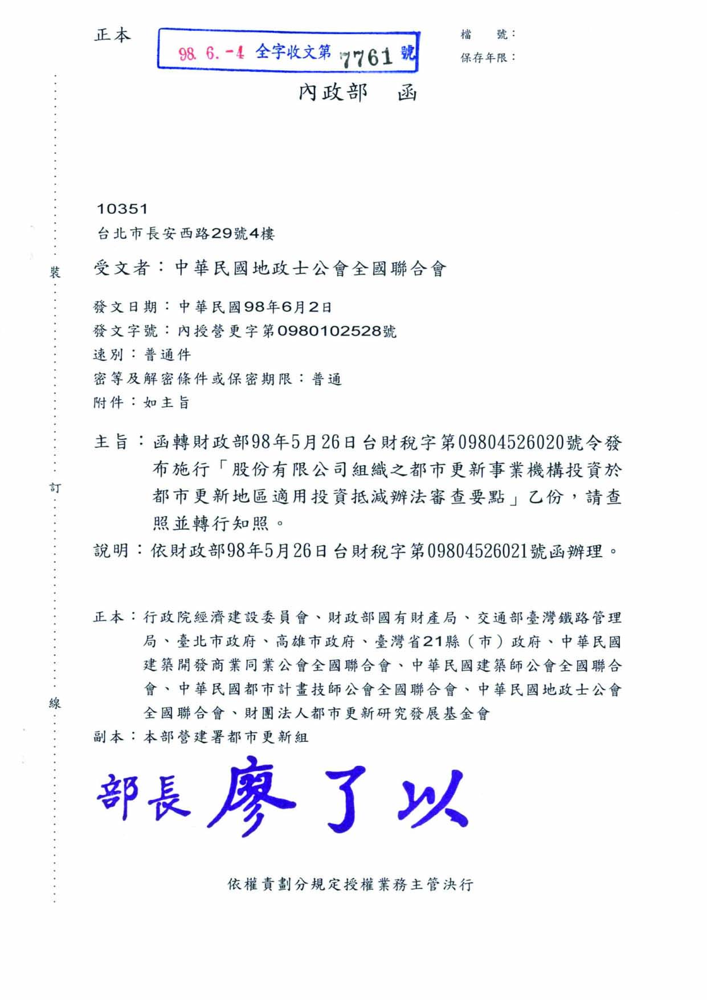 正本
98. 6. -4 全字收文第 7761 號
檔　　號：
保存年限：
內政部　函
10351
台北市長安西路29號4樓
受文者：中華民國地政士公會全國聯合會
發文日期：中華民國98年6月2日
發文字號：內授營更字第0980102528號
速別：普通件
密等及解密條件或保密期限：普通
附件：如主旨
主旨：函轉財政部98年5月26日台財稅字第09804526020號令發
布施行「股份有限公司組織之都市更新事業機構投資於
都市更新地區適用投資抵減辦法審查要點」乙份，請查
照並轉行知照。
說明：依財政部98年5月26日台財稅字第09804526021號函辦理。
正本：行政院經濟建設委員會、財政部國有財產局、交通部臺灣鐵路管理
局、臺北市政府、高雄市政府、臺灣省21縣（市）政府、中華民國
建築開發商業同業公會全國聯合會、中華民國建築師公會全國聯合
會、中華民國都市計畫技師公會全國聯合會、中華民國地政士公會
全國聯合會、財團法人都市更新研究發展基金會
副本：本部營建署都市更新組
部長 廖了以
依權責劃分規定授權業務主管決行
裝
訂
線